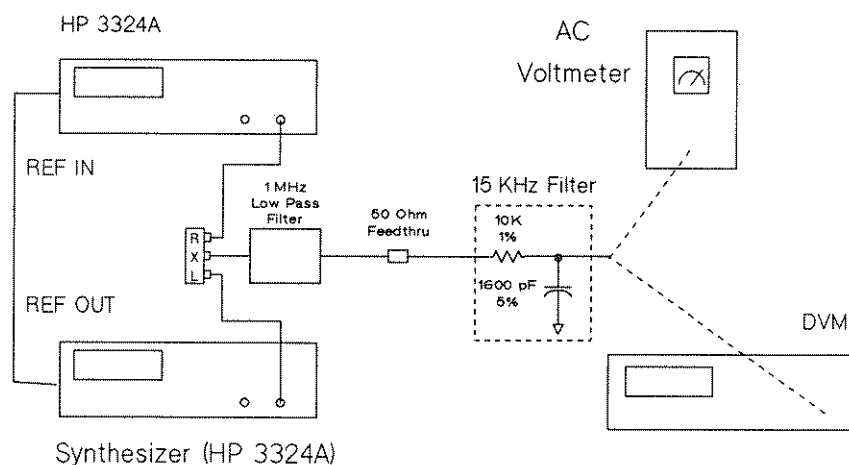 HP 3324A
AC
Voltmeter
REF IN
1 MHz
Low Pass
Filter
50 Ohm
Feedthru
15 KHz Filter
10K
1%
R
X
L
1600 pF
5%
REF OUT
DVM
Synthesizer (HP 3324A)